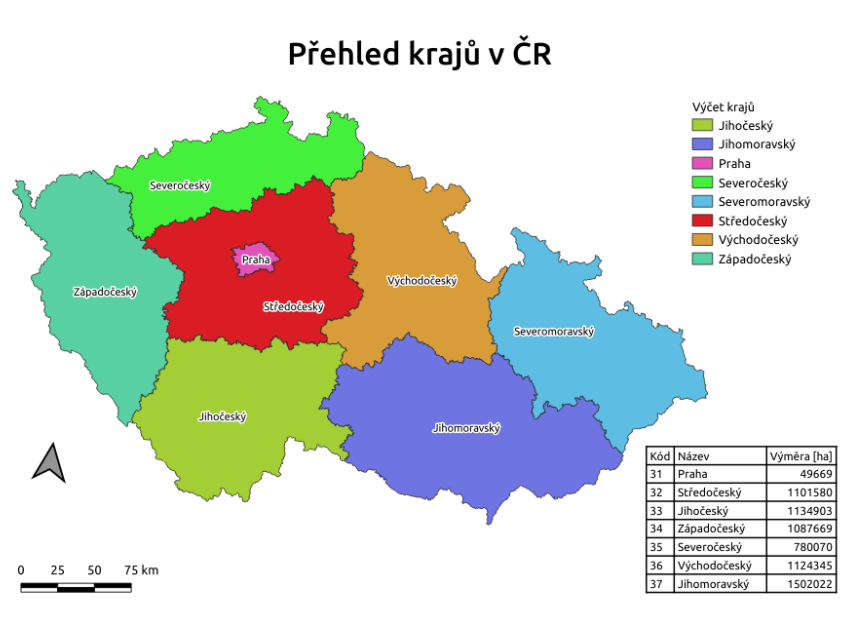 Přehled krajů v ČR
Výčet krajů
Jihočeský
Jihomoravský
Praha
Severočeský
Severomoravský
Středočeský
Východočeský
Západočeský
Severočeský
Praha
Západočeský
Středočeský
Východočeský
Severomoravský
Jihočeský
Jihomoravský
Kód Název Výměra [ha]
31 Praha 49669
32 Středočeský 1101580
33 Jihočeský 1134903
34 Západočeský 1087669
35 Severočeský 780070
36 Východočeský 1124345
37 Jihomoravský 1502022
0 25 50 75 km